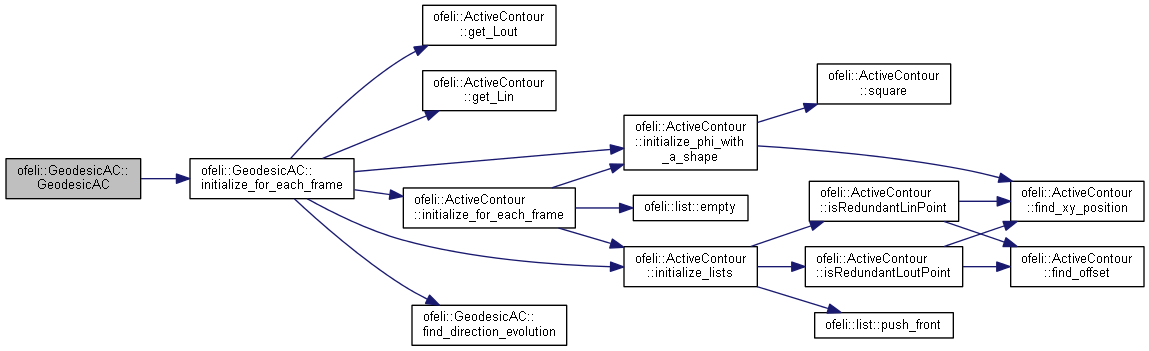 ofeli::GeodesicAC::
GeodesicAC
ofeli::GeodesicAC::
initialize_for_each_frame
ofeli::ActiveContour
::get_Lout
ofeli::ActiveContour
::get_Lin
ofeli::ActiveContour
::initialize_for_each_frame
ofeli::GeodesicAC::
find_direction_evolution
ofeli::ActiveContour
::initialize_phi_with
_a_shape
ofeli::list::empty
ofeli::ActiveContour
::initialize_lists
ofeli::ActiveContour
::square
ofeli::ActiveContour
::isRedundantLinPoint
ofeli::ActiveContour
::isRedundantLoutPoint
ofeli::list::push_front
ofeli::ActiveContour
::find_xy_position
ofeli::ActiveContour
::find_offset